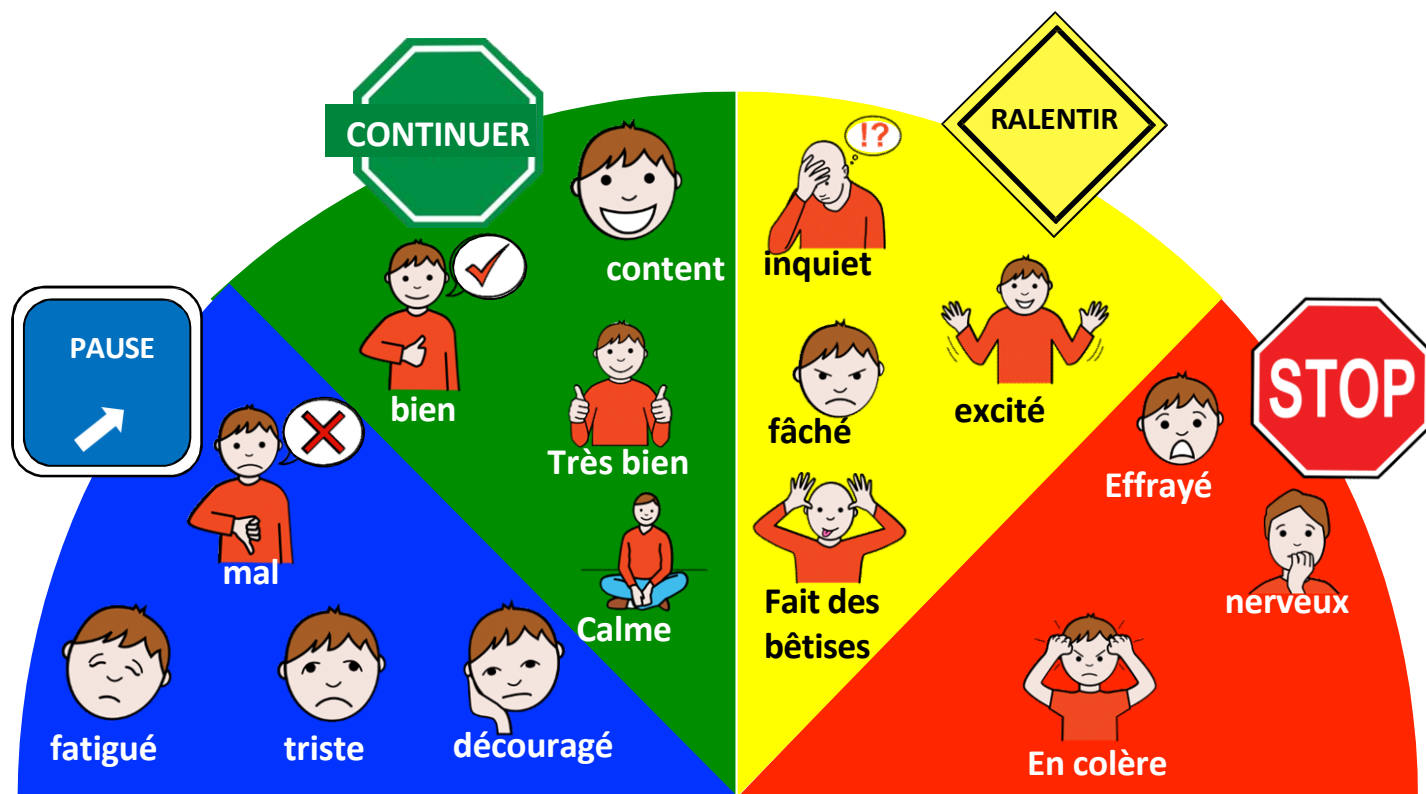 CONTINUER
RALENTIR
!?
content
inquiet
PAUSE
bien
excité
fâché
STOP
Très bien
Effrayé
mal
Fait des
bêtises
nerveux
Calme
fatigué
triste
découragé
En colère